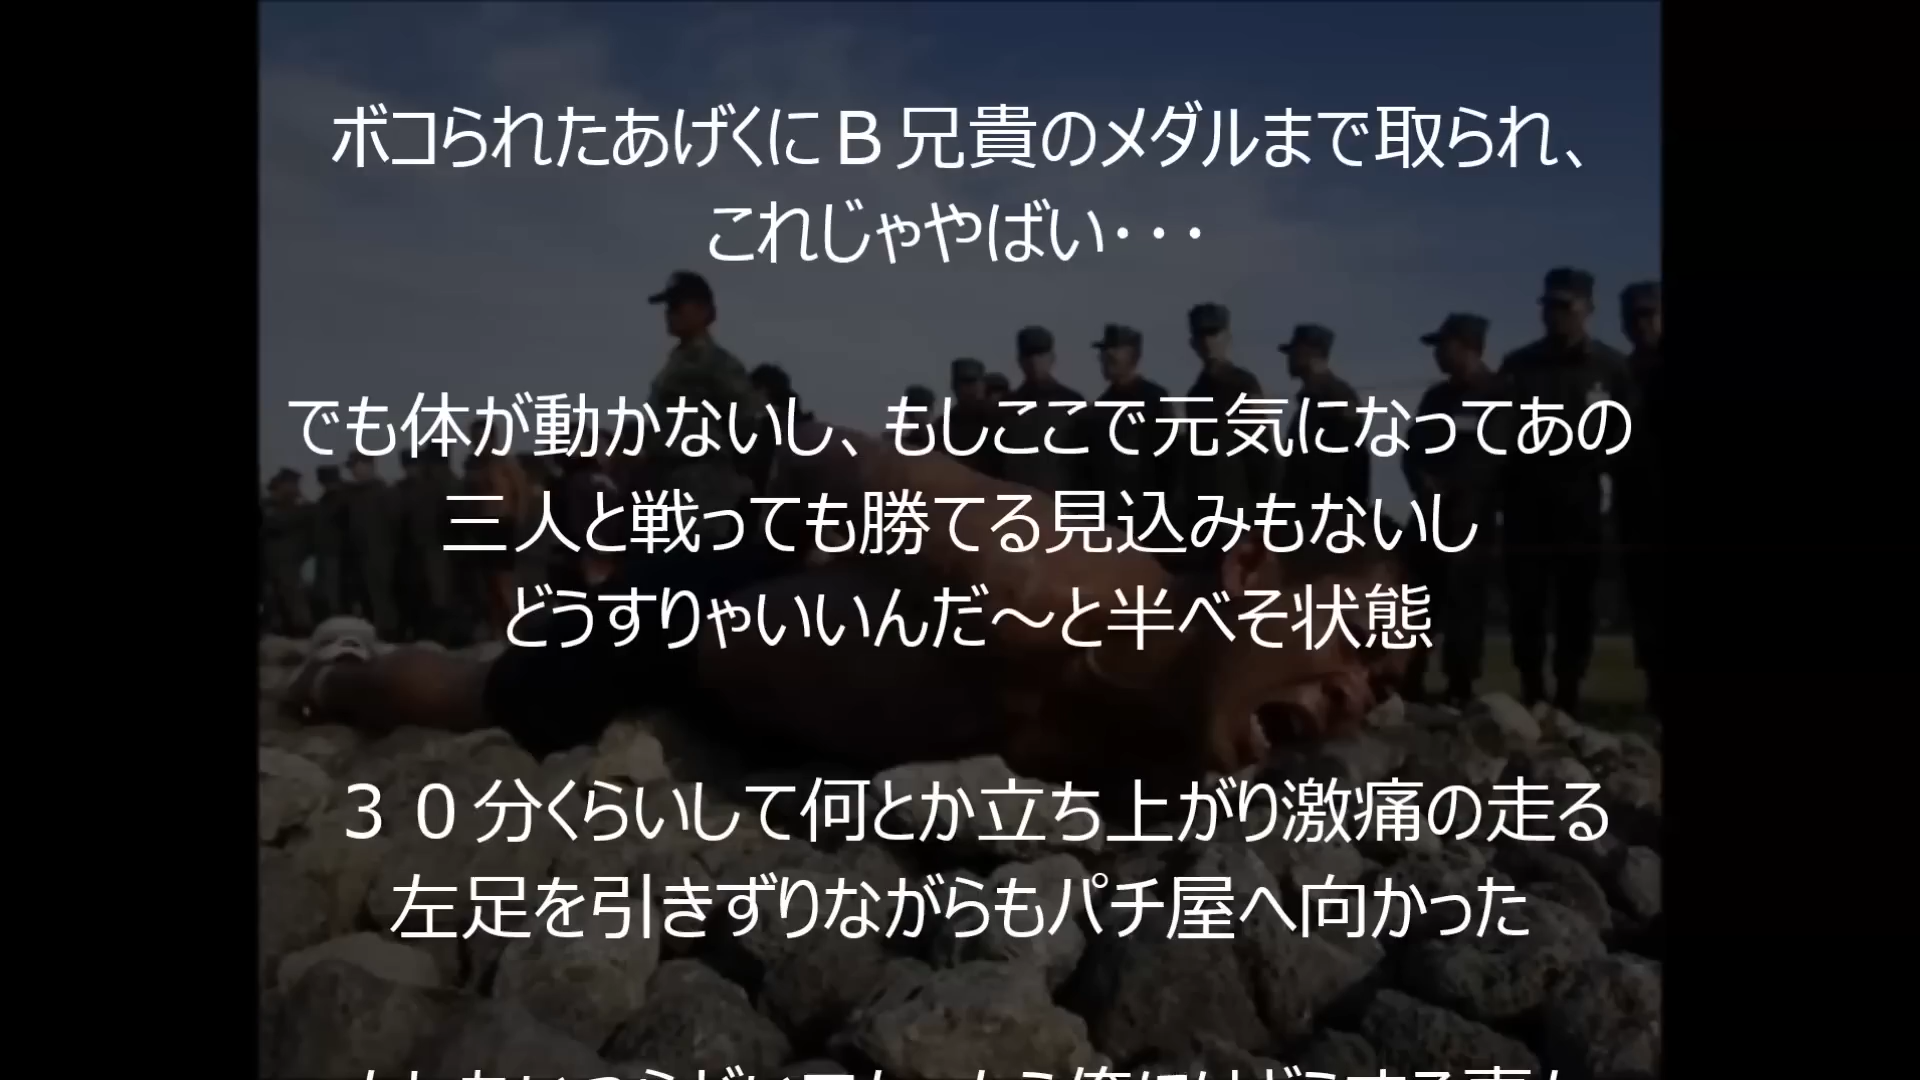 ボコられたあげくにＢ兄貴のメダルまで取られ、
これじゃやばい・・・
でも体が動かないし、もしここで元気になってあの
三人と戦っても勝てる見込みもないし
どうすりゃいいんだ～と半べそ状態
３０分くらいして何とか立ち上がり激痛の走る
左足を引きずりながらもパチ屋へ向かった